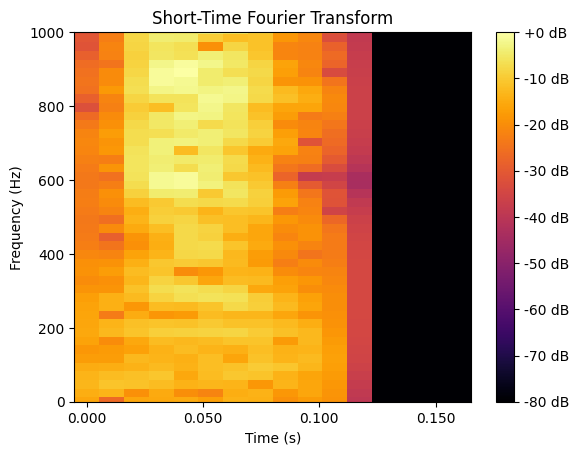 Short-Time Fourier Transform
Frequency (Hz)
1000
800
600
400
200
0
0.000
0.050
0.100
0.150
Time (s)
+0 dB
-10 dB
-20 dB
-30 dB
-40 dB
-50 dB
-60 dB
-70 dB
-80 dB